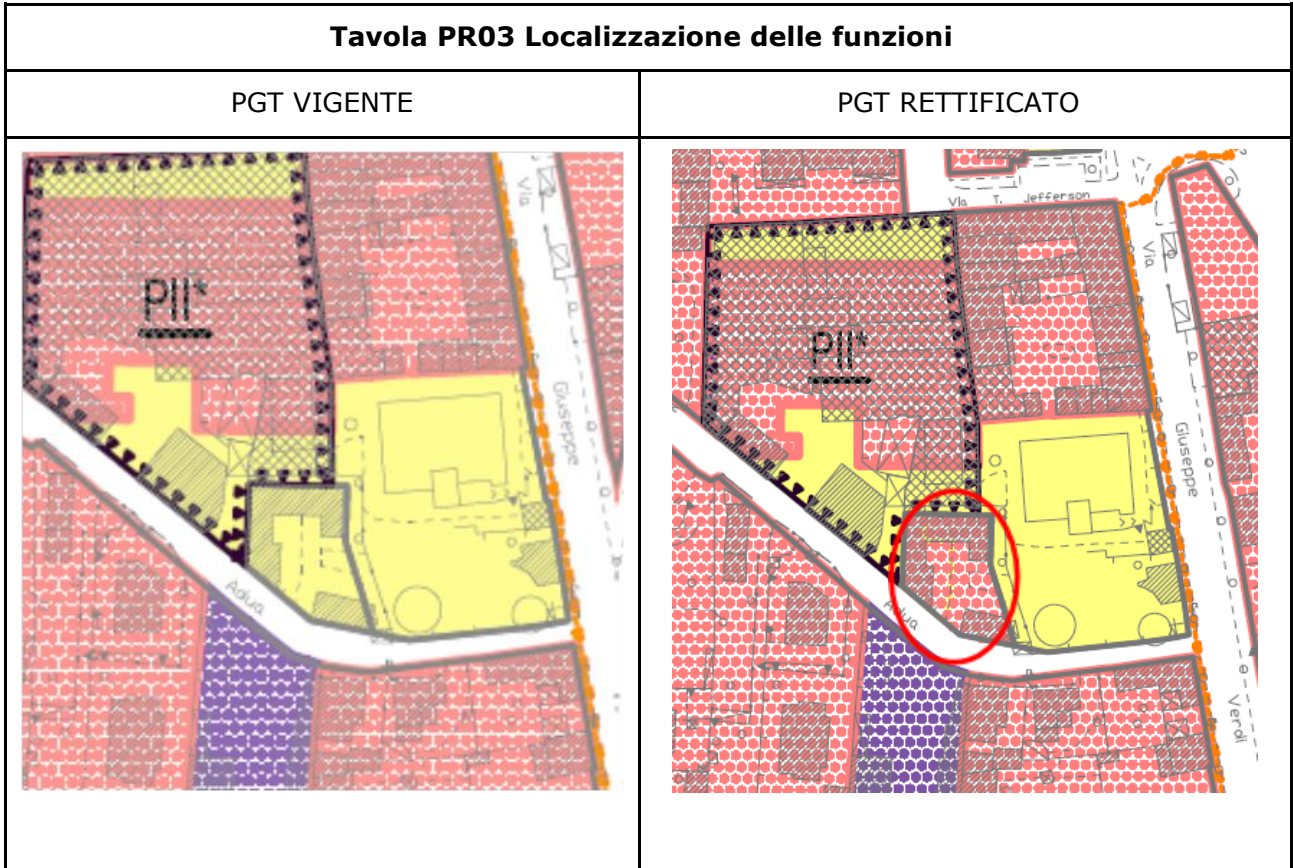 Tavola PR03 Localizzazione delle funzioni
PGT VIGENTE
PGT RETTIFICATO
PII*
Via
Giuseppe
Adua
Via T. Jefferson
PII*
Via
Giuseppe
Verdi
Adua